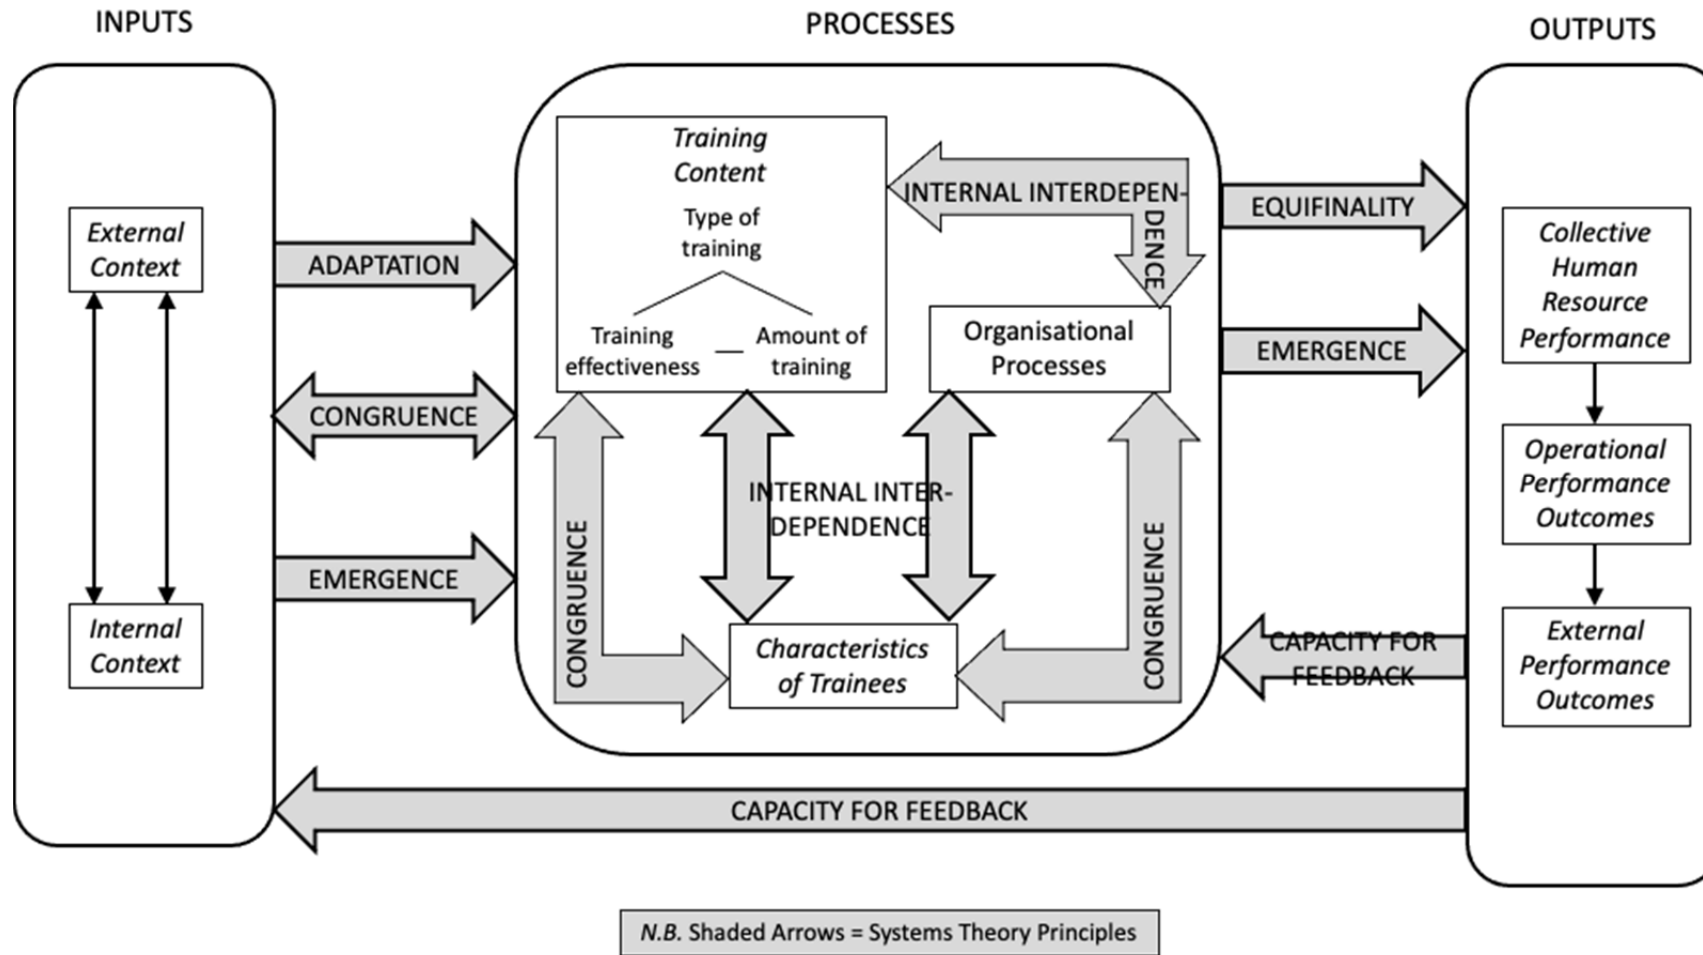 INPUTS
PROCESSES
OUTPUTS
External
Context
Internal
Context
ADAPTATION
CONGRUENCE
EMERGENCE
Training
Content
Type of
training
Training
effectiveness
Amount of
training
INTERNAL INTERDEPEN-
DENCE
Organisational
Processes
INTERNAL INTER-
DEPENDENCE
CONGRUENCE
CONGRUENCE
Characteristics
of Trainees
EQUIFINALITY
EMERGENCE
CAPACITY FOR
FEEDBACK
Collective
Human
Resource
Performance
Operational
Performance
Outcomes
External
Performance
Outcomes
CAPACITY FOR FEEDBACK
N.B. Shaded Arrows = Systems Theory Principles